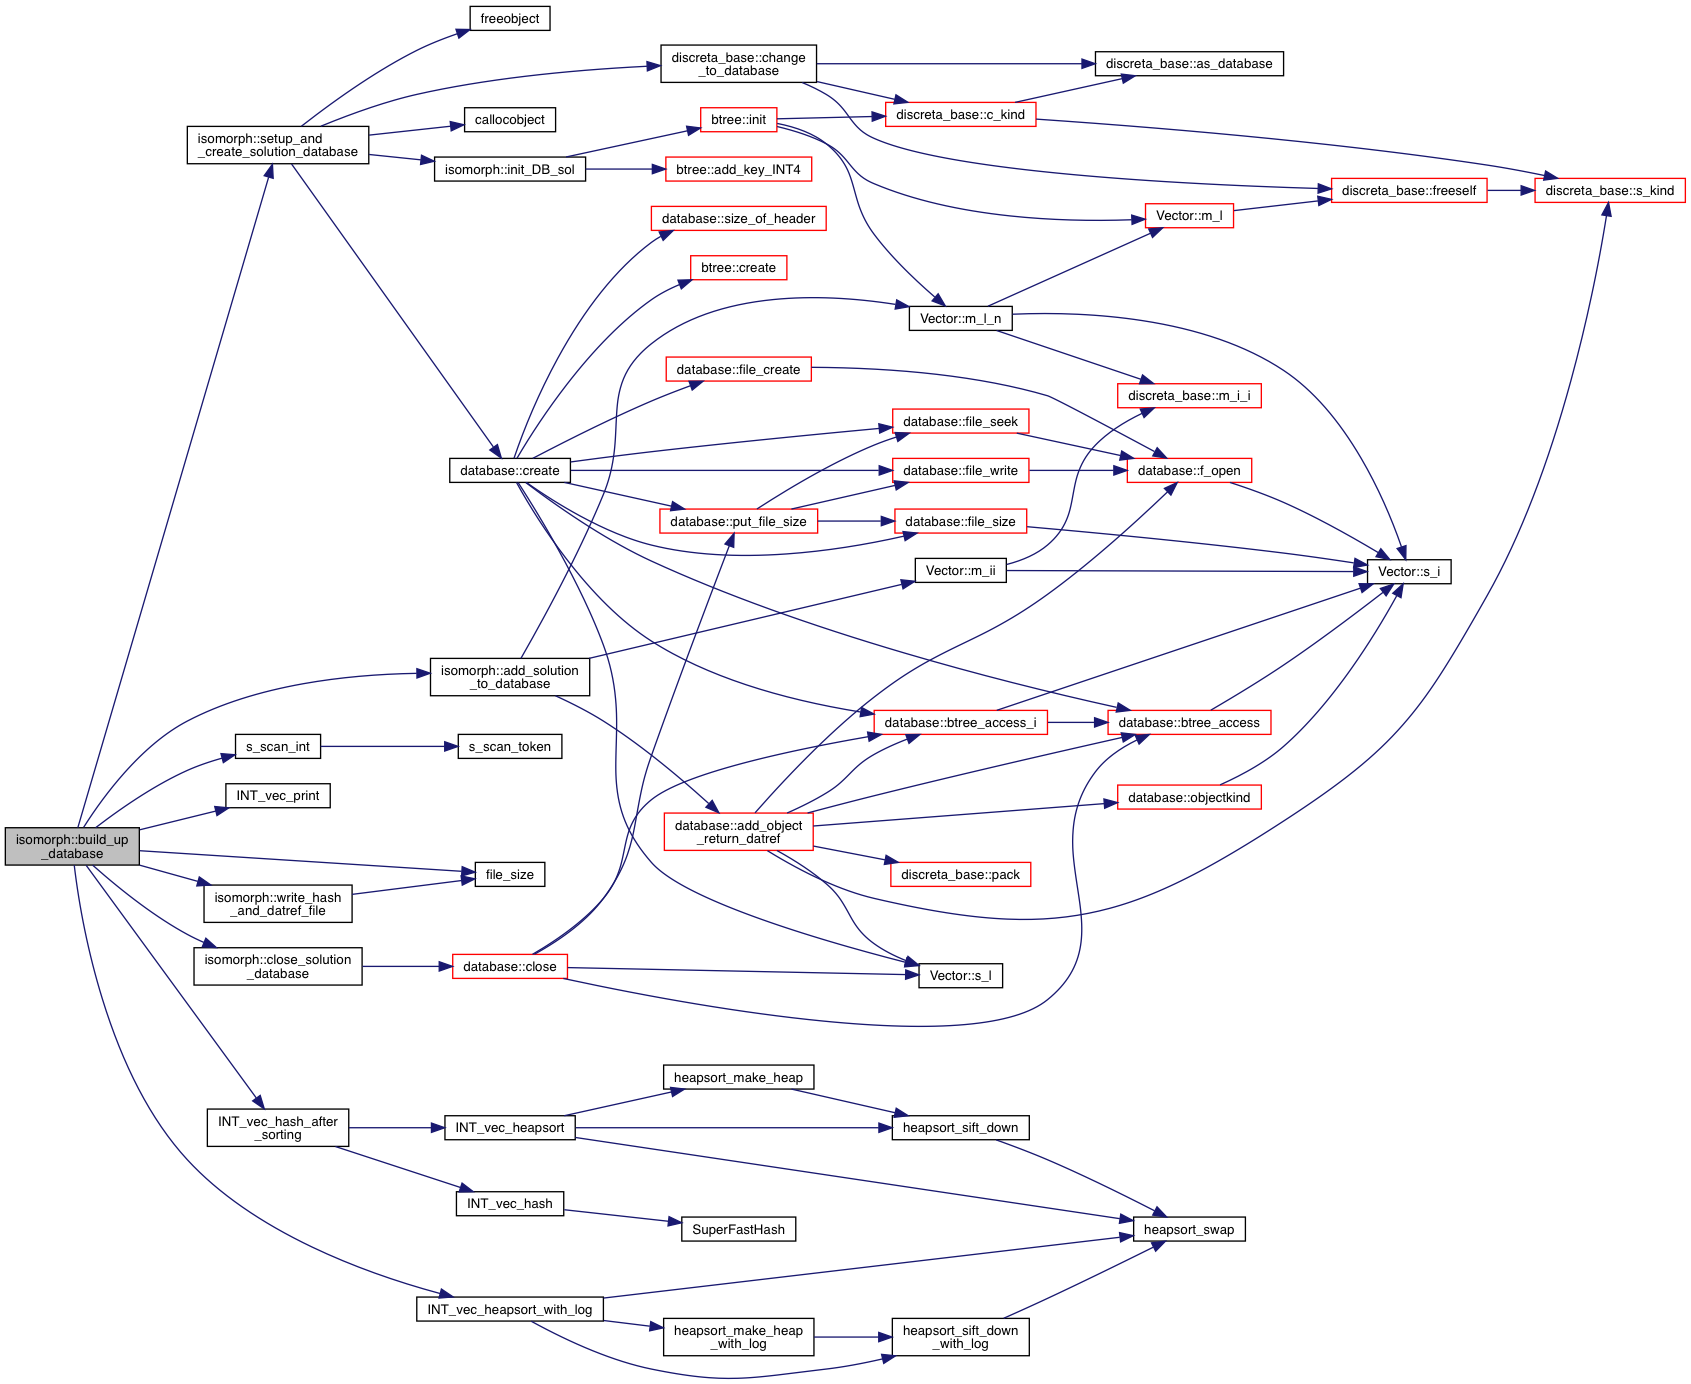 freeobject
discreta_base::change
_to_database
discreta_base::as_database
callocobject
btree::init
discreta_base::c_kind
isomorph::setup_and
_create_solution_database
isomorph::init_DB_sol
btree::add_key_INT4
discreta_base::freeself
discreta_base::s_kind
database::size_of_header
Vector::m_l
btree::create
Vector::m_l_n
database::file_create
discreta_base::m_i_i
database::file_seek
database::create
database::file_write
database::f_open
database::put_file_size
database::file_size
Vector::m_ii
Vector::s_i
isomorph::add_solution
_to_database
database::btree_access_i
database::btree_access
s_scan_int
s_scan_token
INT_vec_print
database::objectkind
isomorph::build_up
_database
database::add_object
_return_datref
file_size
discreta_base::pack
isomorph::write_hash
_and_datref_file
isomorph::close_solution
_database
database::close
Vector::s_l
heapsort_make_heap
INT_vec_hash_after
_sorting
INT_vec_heapsort
heapsort_sift_down
INT_vec_hash
SuperFastHash
heapsort_swap
INT_vec_heapsort_with_log
heapsort_make_heap
_with_log
heapsort_sift_down
_with_log